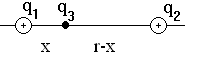 q₁ q₃ q₂
+ +
x r-x